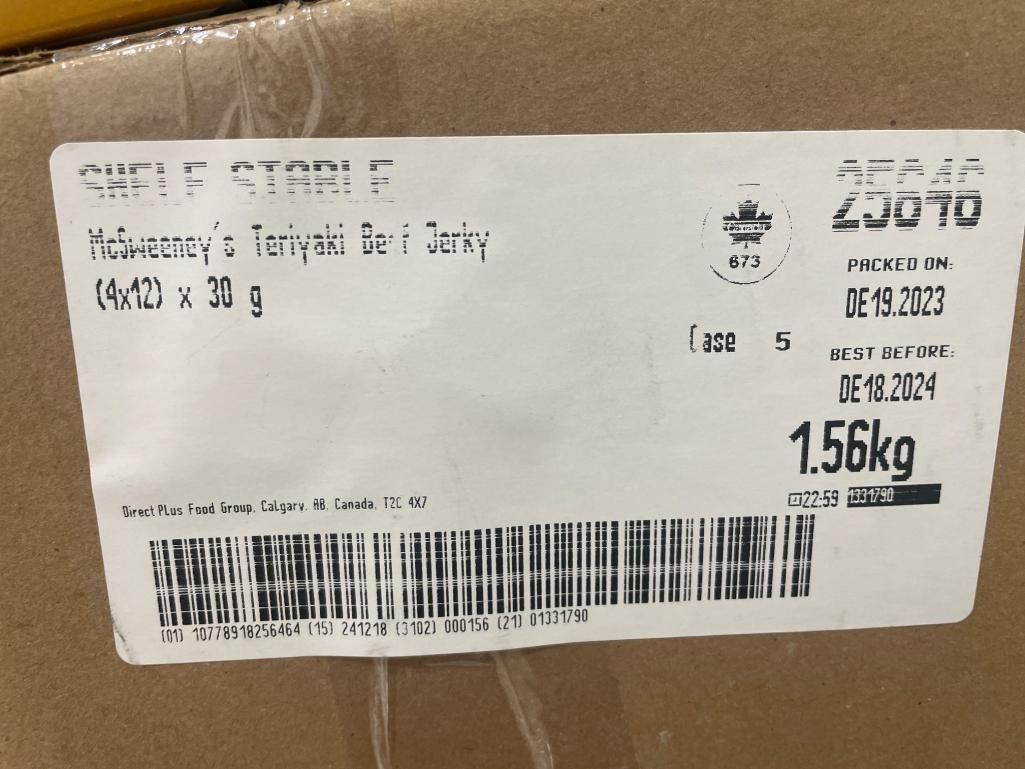 SHELF STABLE
25646
McSweeney's Teriyaki Beef Jerky
(4x12) x 30 g
CANADA
673
PACKED ON:
DE19.2023
Case 5
BEST BEFORE:
DE18.2024
1.56kg
22:59 1331790
Direct Plus Food Group, Calgary, AB, Canada, T2C 4X7
(01) 10778918256464 (15) 241218 (3102) 000156 (21) 01331790